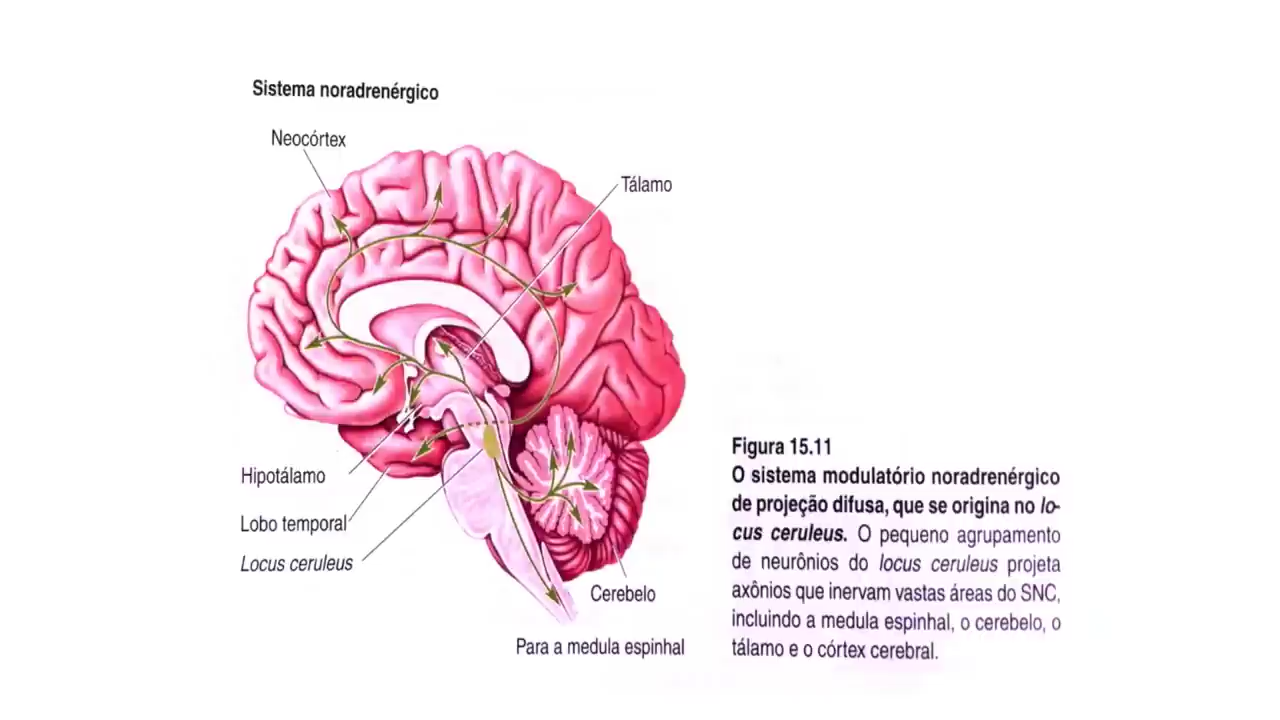 Sistema noradrenérgico
Neocórtex
Tálamo
Hipotálamo
Lobo temporal
Locus ceruleus
Cerebelo
Para a medula espinhal
Figura 15.11
O sistema modulatório noradrenérgico
de projeção difusa, que se origina no lo-
cus ceruleus. O pequeno agrupamento
de neurônios do locus ceruleus projeta
axônios que inervam vastas áreas do SNC,
incluindo a medula espinhal, o cerebelo, o
tálamo e o córtex cerebral.